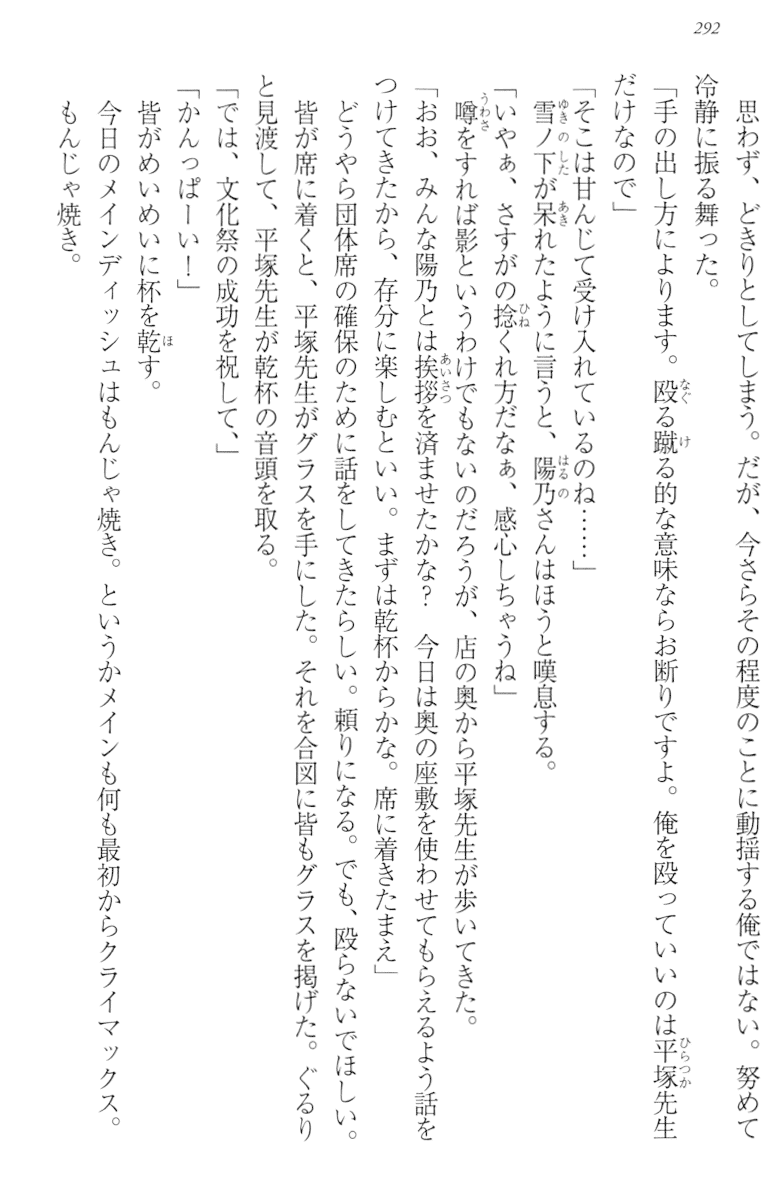 292
　思わず、どきりとしてしまう。だが、今さらその程度のことに動揺する俺ではない。努めて
冷静に振る舞った。
「手の出し方によります。殴る蹴る的な意味ならお断りですよ。俺を殴っていいのは平塚先生
だけなので」
「そこは甘んじて受け入れているのね……」
　雪ノ下が呆れたように言うと、陽乃さんはほうと嘆息する。
「いやぁ、さすがの捻くれ方だなぁ、感心しちゃうね」
　噂をすれば影というわけでもないのだろうが、店の奥から平塚先生が歩いてきた。
「おお、みんな陽乃とは挨拶を済ませたかな？　今日は奥の座敷を使わせてもらえるよう話を
つけてきたから、存分に楽しむといい。まずは乾杯からかな。席に着きたまえ」
　どうやら団体席の確保のために話をしてきたらしい。頼りになる。でも、殴らないでほしい。
　皆が席に着くと、平塚先生がグラスを手にした。それを合図に皆もグラスを掲げた。ぐるり
と見渡して、平塚先生が乾杯の音頭を取る。
「では、文化祭の成功を祝して、」
「かんっぱーい！」
　皆がめいめいに杯を乾す。
　今日のメインディッシュはもんじゃ焼き。というかメインも何も最初からクライマックス。
もんじゃ焼き。